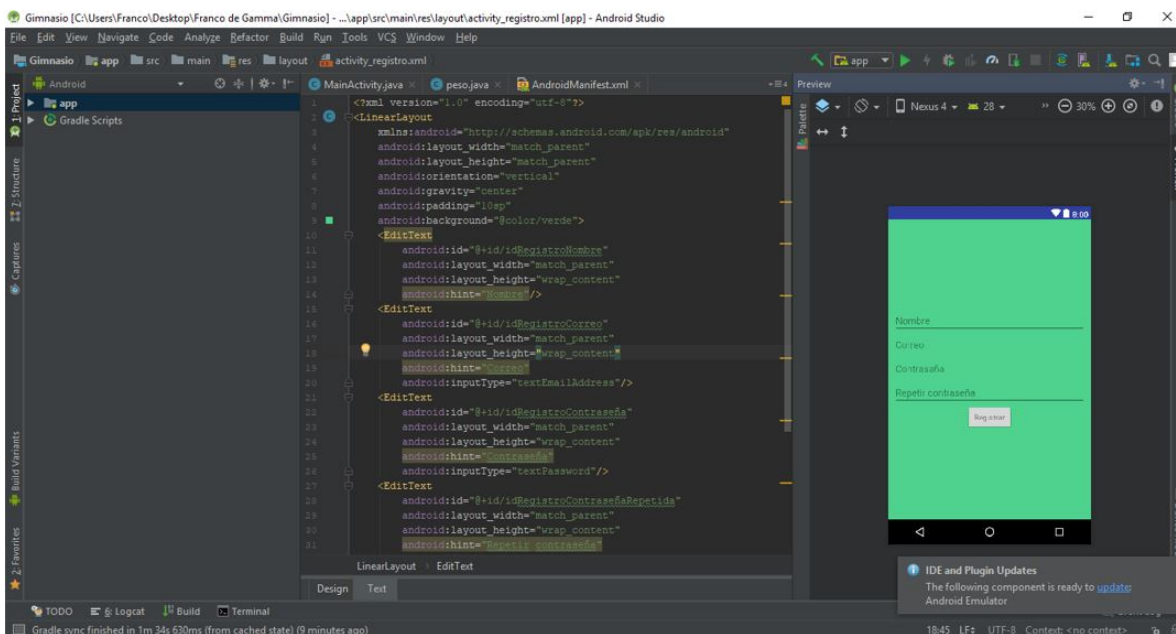 Gimnasio [C:\Users\Franco\Desktop\Franco de Gamma\Gimnasio] - ...\app\src\main\res\layout\activity_registro.xml [app] - Android Studio
File Edit View Navigate Code Analyze Refactor Build Run Tools VCS Window Help
Gimnasio app src main res layout activity_registro.xml
app
Android
MainActivity.java peso.java AndroidManifest.xml
Preview
1: Project
app
Gradle Scripts
Z: Structure
Captures
Build Variants
2: Favorites
1 <?xml version="1.0" encoding="utf-8"?>
2 <LinearLayout
3 xmlns:android="http://schemas.android.com/apk/res/android"
4 android:layout_width="match_parent"
5 android:layout_height="match_parent"
6 android:orientation="vertical"
7 android:gravity="center"
8 android:padding="10sp"
9 android:background="@color/verde">
10 <EditText
11 android:id="@+id/idRegistroNombre"
12 android:layout_width="match_parent"
13 android:layout_height="wrap_content"
14 android:hint="Nombre"/>
15 <EditText
16 android:id="@+id/idRegistroCorreo"
17 android:layout_width="match_parent"
18 android:layout_height="wrap_content"
19 android:hint="Correo"
20 android:inputType="textEmailAddress"/>
21 <EditText
22 android:id="@+id/idRegistroContraseña"
23 android:layout_width="match_parent"
24 android:layout_height="wrap_content"
25 android:hint="Contraseña"
26 android:inputType="textPassword"/>
27 <EditText
28 android:id="@+id/idRegistroContraseñaRepetida"
29 android:layout_width="match_parent"
30 android:layout_height="wrap_content"
31 android:hint="Repetir contraseña"
LinearLayout EditText
Design Text
Palette
Nexus 4 28 30%
8:00
Nombre
Correo
Contraseña
Repetir contraseña
Registrar
IDE and Plugin Updates
The following component is ready to update:
Android Emulator
TODO 6: Logcat Build Terminal
Gradle sync finished in 1m 34s 630ms (from cached state) (9 minutes ago)
18:45 LF UTF-8 Context: <no context>